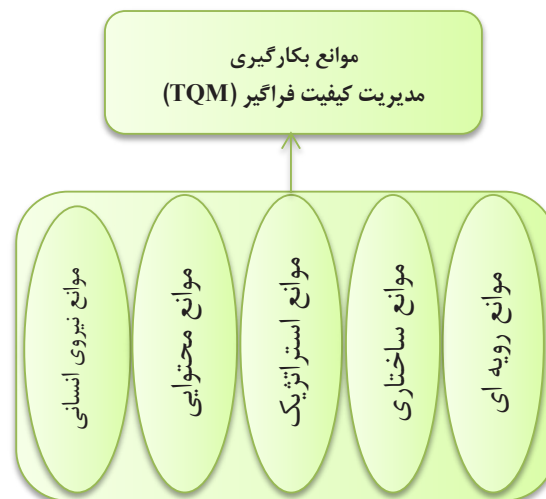 موانع بکارگیری
مدیریت کیفیت فراگیر (TQM)
موانع رویه ای
موانع ساختاری
موانع استراتژیک
موانع محتوایی
موانع نیروی انسانی